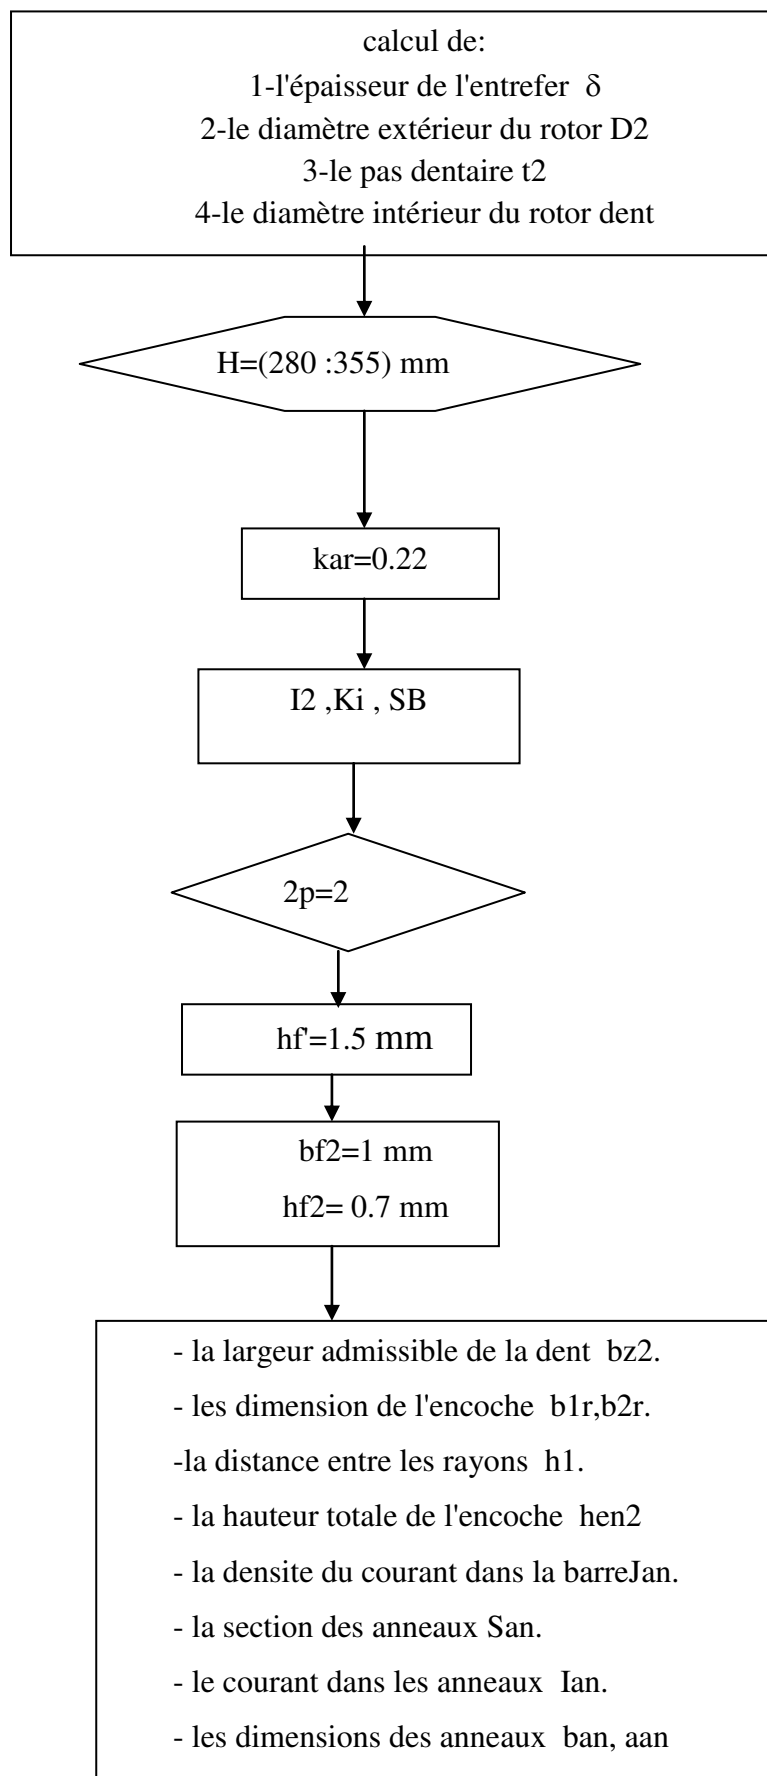 calcul de:
1-l'épaisseur de l'entrefer δ
2-le diamètre extérieur du rotor D2
3-le pas dentaire t2
4-le diamètre intérieur du rotor dent
H=(280 :355) mm
kar=0.22
I2 ,Ki , SB
2p=2
hf'=1.5 mm
bf2=1 mm
hf2= 0.7 mm
- la largeur admissible de la dent bz2.
- les dimension de l'encoche b1r,b2r.
-la distance entre les rayons h1.
- la hauteur totale de l'encoche hen2
- la densite du courant dans la barreJan.
- la section des anneaux San.
- le courant dans les anneaux Ian.
- les dimensions des anneaux ban, aan